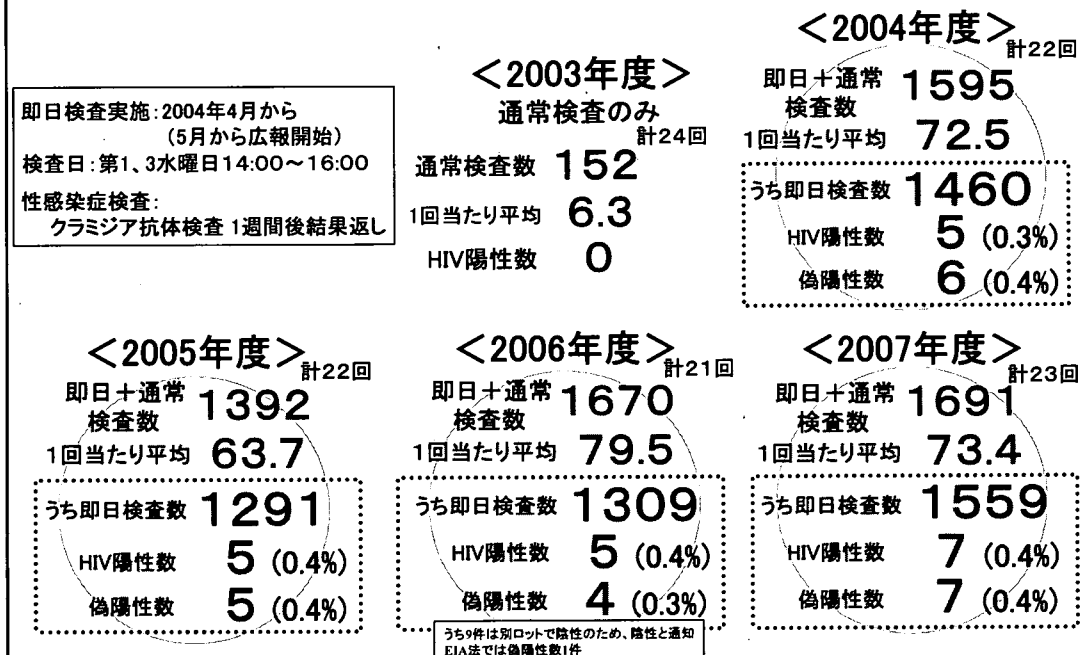 即日検査実施:2004年4月から
(5月から広報開始)
検査日:第1、3水曜日14:00~16:00
性感染症検査:
クラミジア抗体検査 1週間後結果返し
<2003年度>
通常検査のみ
計24回
通常検査数 152
1回当たり平均 6.3
HIV陽性数 0
<2004年度>
計22回
即日+通常
検査数 1595
1回当たり平均 72.5
うち即日検査数 1460
HIV陽性数 5 (0.3%)
偽陽性数 6 (0.4%)
<2005年度>
計22回
即日+通常
検査数 1392
1回当たり平均 63.7
うち即日検査数 1291
HIV陽性数 5 (0.4%)
偽陽性数 5 (0.4%)
<2006年度>
計21回
即日+通常
検査数 1670
1回当たり平均 79.5
うち即日検査数 1309
HIV陽性数 5 (0.4%)
偽陽性数 4 (0.3%)
うち9件は別ロットで陰性のため、陰性と通知
EIA法では偽陽性数1件
<2007年度>
計23回
即日+通常
検査数 1691
1回当たり平均 73.4
うち即日検査数 1559
HIV陽性数 7 (0.4%)
偽陽性数 7 (0.4%)